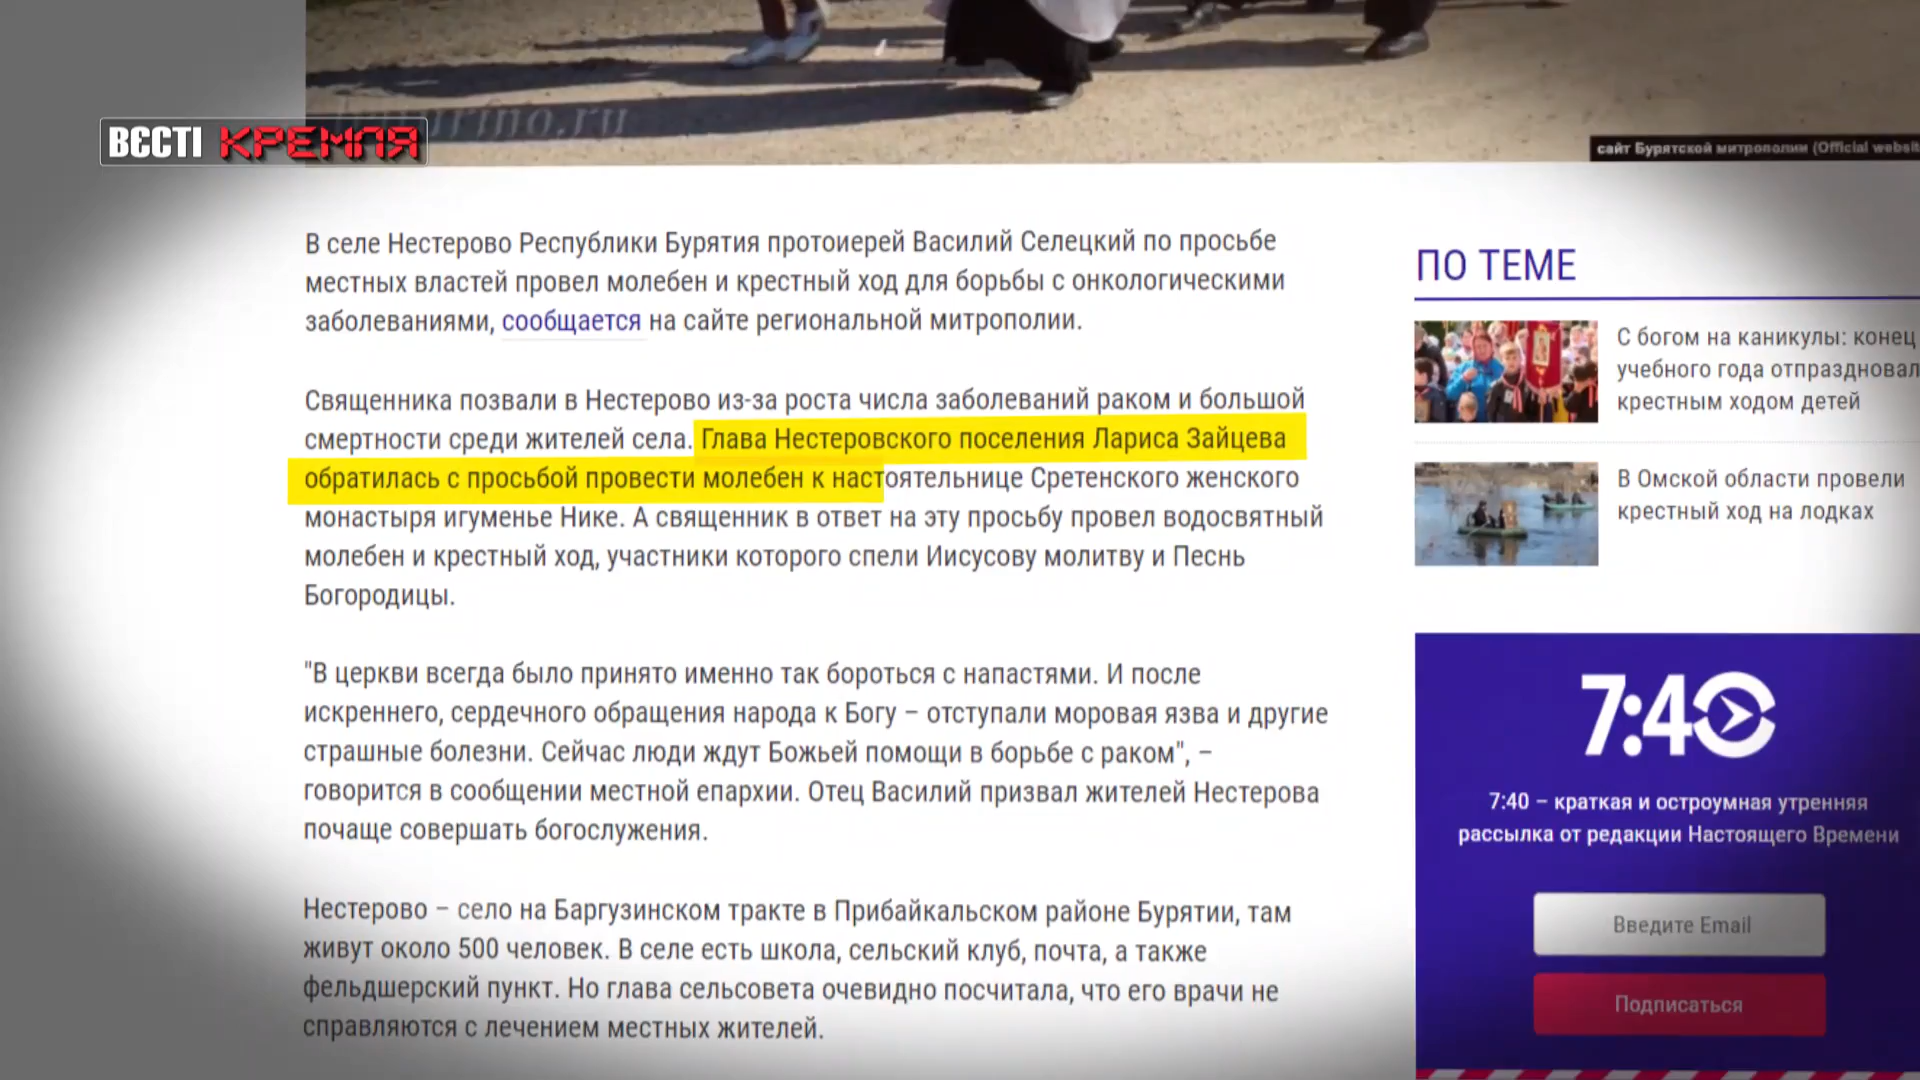 ВЄСТІ КРЕМЛЯ
сайт Бурятской митрополии (Official
В селе Нестерово Республики Бурятия протоиерей Василий Селецкий по просьбе
местных властей провел молебен и крестный ход для борьбы с онкологическими
заболеваниями, сообщается на сайте региональной митрополии.
Священника позвали в Нестерово из-за роста числа заболеваний раком и большой
смертности среди жителей села. Глава Нестеровского поселения Лариса Зайцева
обратилась с просьбой провести молебен к настоятельнице Сретенского женского
монастыря игуменье Нике. А священник в ответ на эту просьбу провел водосвятный
молебен и крестный ход, участники которого спели Иисусову молитву и Песнь
Богородицы.
"В церкви всегда было принято именно так бороться с напастями. И после
искреннего, сердечного обращения народа к Богу – отступали моровая язва и другие
страшные болезни. Сейчас люди ждут Божьей помощи в борьбе с раком", –
говорится в сообщении местной епархии. Отец Василий призвал жителей Нестерова
почаще совершать богослужения.
Нестерово – село на Баргузинском тракте в Прибайкальском районе Бурятии, там
живут около 500 человек. В селе есть школа, сельский клуб, почта, а также
фельдшерский пункт. Но глава сельсовета очевидно посчитала, что его врачи не
справляются с лечением местных жителей.
ПО ТЕМЕ
С богом на каникулы: конец
учебного года отпраздновал
крестным ходом детей
В Омской области провели
крестный ход на лодках
7:40
7:40 – краткая и остроумная утренняя
рассылка от редакции Настоящего Времени
Введите Email
Подписаться